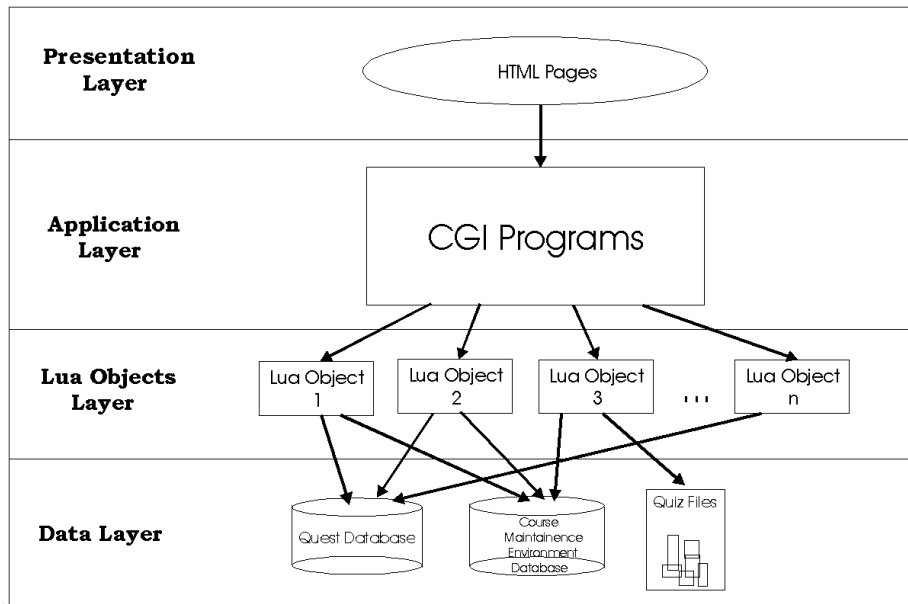 Presentation
Layer
HTML Pages
Application
Layer
CGI Programs
Lua Objects
Layer
Lua Object
1
Lua Object
2
Lua Object
3
...
Lua Object
n
Data Layer
Quest Database
Course
Maintainence
Environment
Database
Quiz Files